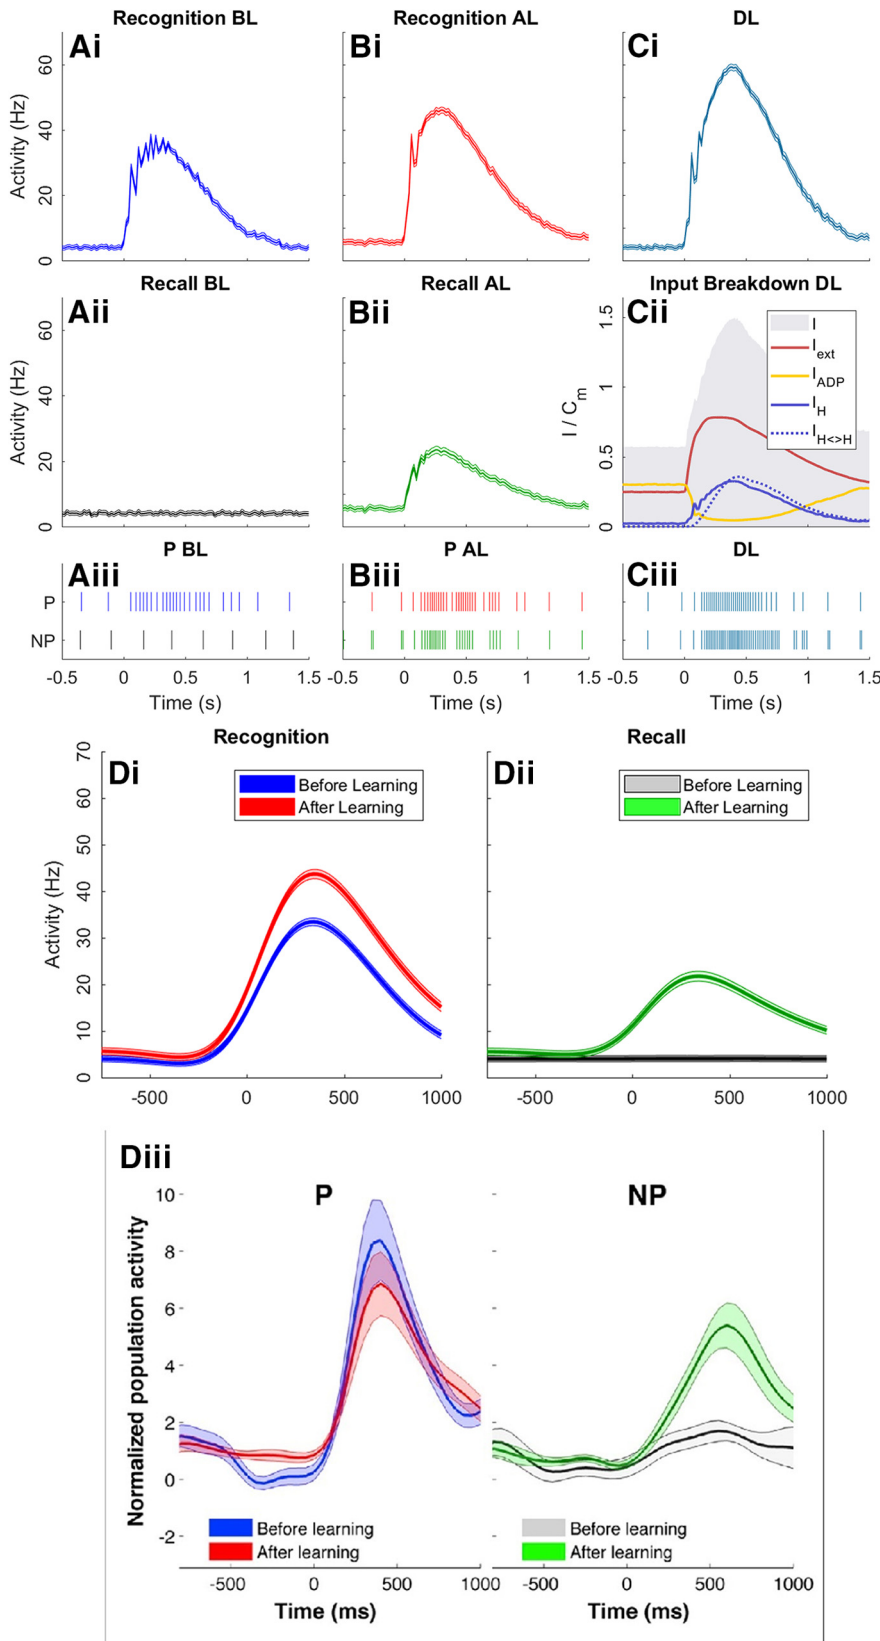 Recognition BL
Recognition AL
DL
Ai
Bi
Ci
Activity (Hz)
60
40
20
0
Recall BL
Recall AL
Input Breakdown DL
Aii
Bii
Cii
Activity (Hz)
60
40
20
0
I / Cm
1.5
1
0.5
0
I
Iext
IADP
IH
IH<>H
P BL
P AL
DL
Aiii
Biii
Ciii
P
NP
-0.5 0 0.5 1 1.5
-0.5 0 0.5 1 1.5
-0.5 0 0.5 1 1.5
Time (s)
Time (s)
Time (s)
Recognition
Recall
Di
Dii
Before Learning
After Learning
Before Learning
After Learning
Activity (Hz)
70
60
50
40
30
20
10
0
-500 0 500 1000
-500 0 500 1000
Diii
P
NP
Normalized population activity
10
8
6
4
2
0
-2
Before learning
After learning
Before learning
After learning
-500 0 500 1000
-500 0 500 1000
Time (ms)
Time (ms)